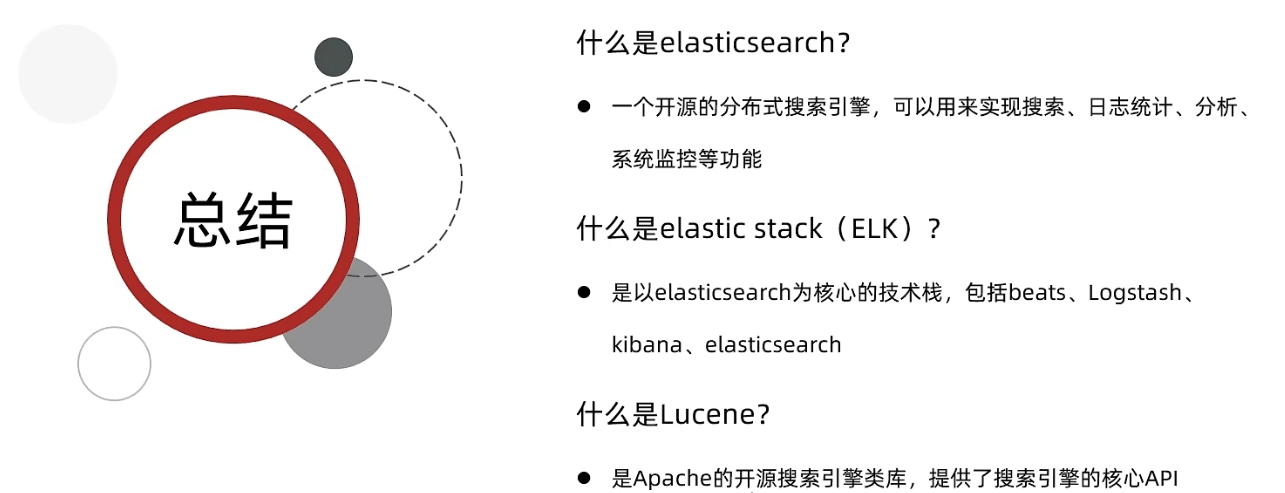 总结
什么是elasticsearch?
● 一个开源的分布式搜索引擎，可以用来实现搜索、日志统计、分析、
系统监控等功能
什么是elastic stack（ELK）?
● 是以elasticsearch为核心的技术栈，包括beats、Logstash、
kibana、elasticsearch
什么是Lucene?
● 是Apache的开源搜索引擎类库，提供了搜索引擎的核心API